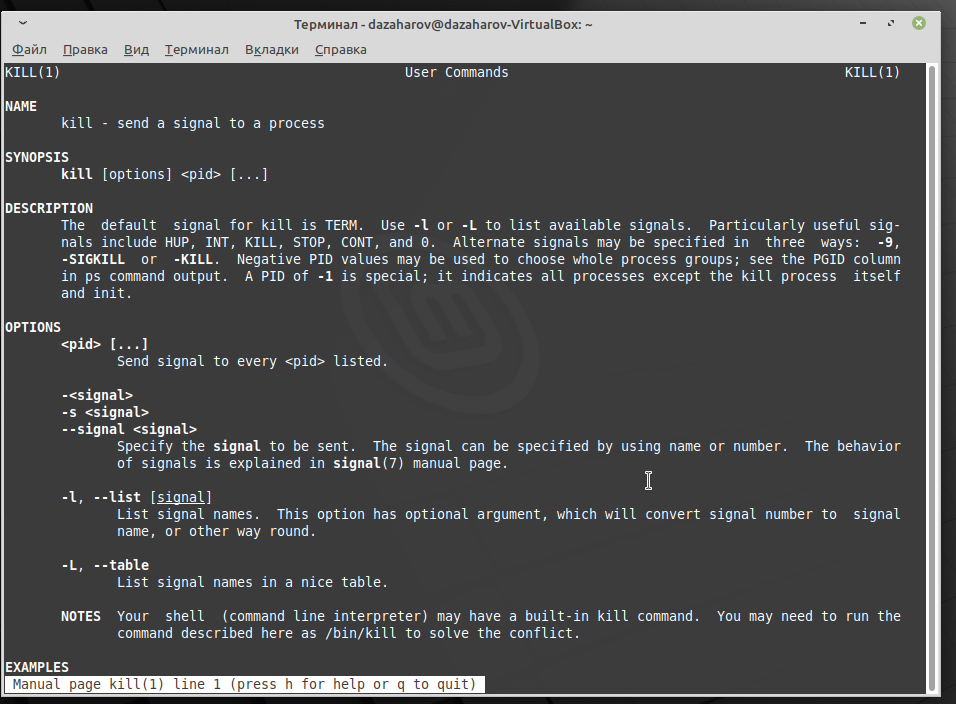 Терминал - dazaharov@dazaharov-VirtualBox: ~
Файл Правка Вид Терминал Вкладки Справка
KILL(1) User Commands KILL(1)
NAME
kill - send a signal to a process
SYNOPSIS
kill [options] <pid> [...]
DESCRIPTION
The default signal for kill is TERM. Use -l or -L to list available signals. Particularly useful sig-
nals include HUP, INT, KILL, STOP, CONT, and 0. Alternate signals may be specified in three ways: -9,
-SIGKILL or -KILL. Negative PID values may be used to choose whole process groups; see the PGID column
in ps command output. A PID of -1 is special; it indicates all processes except the kill process itself
and init.
OPTIONS
<pid> [...]
Send signal to every <pid> listed.
-<signal>
-s <signal>
--signal <signal>
Specify the signal to be sent. The signal can be specified by using name or number. The behavior
of signals is explained in signal(7) manual page.
-l, --list [signal]
List signal names. This option has optional argument, which will convert signal number to signal
name, or other way round.
-L, --table
List signal names in a nice table.
NOTES Your shell (command line interpreter) may have a built-in kill command. You may need to run the
command described here as /bin/kill to solve the conflict.
EXAMPLES
Manual page kill(1) line 1 (press h for help or q to quit)